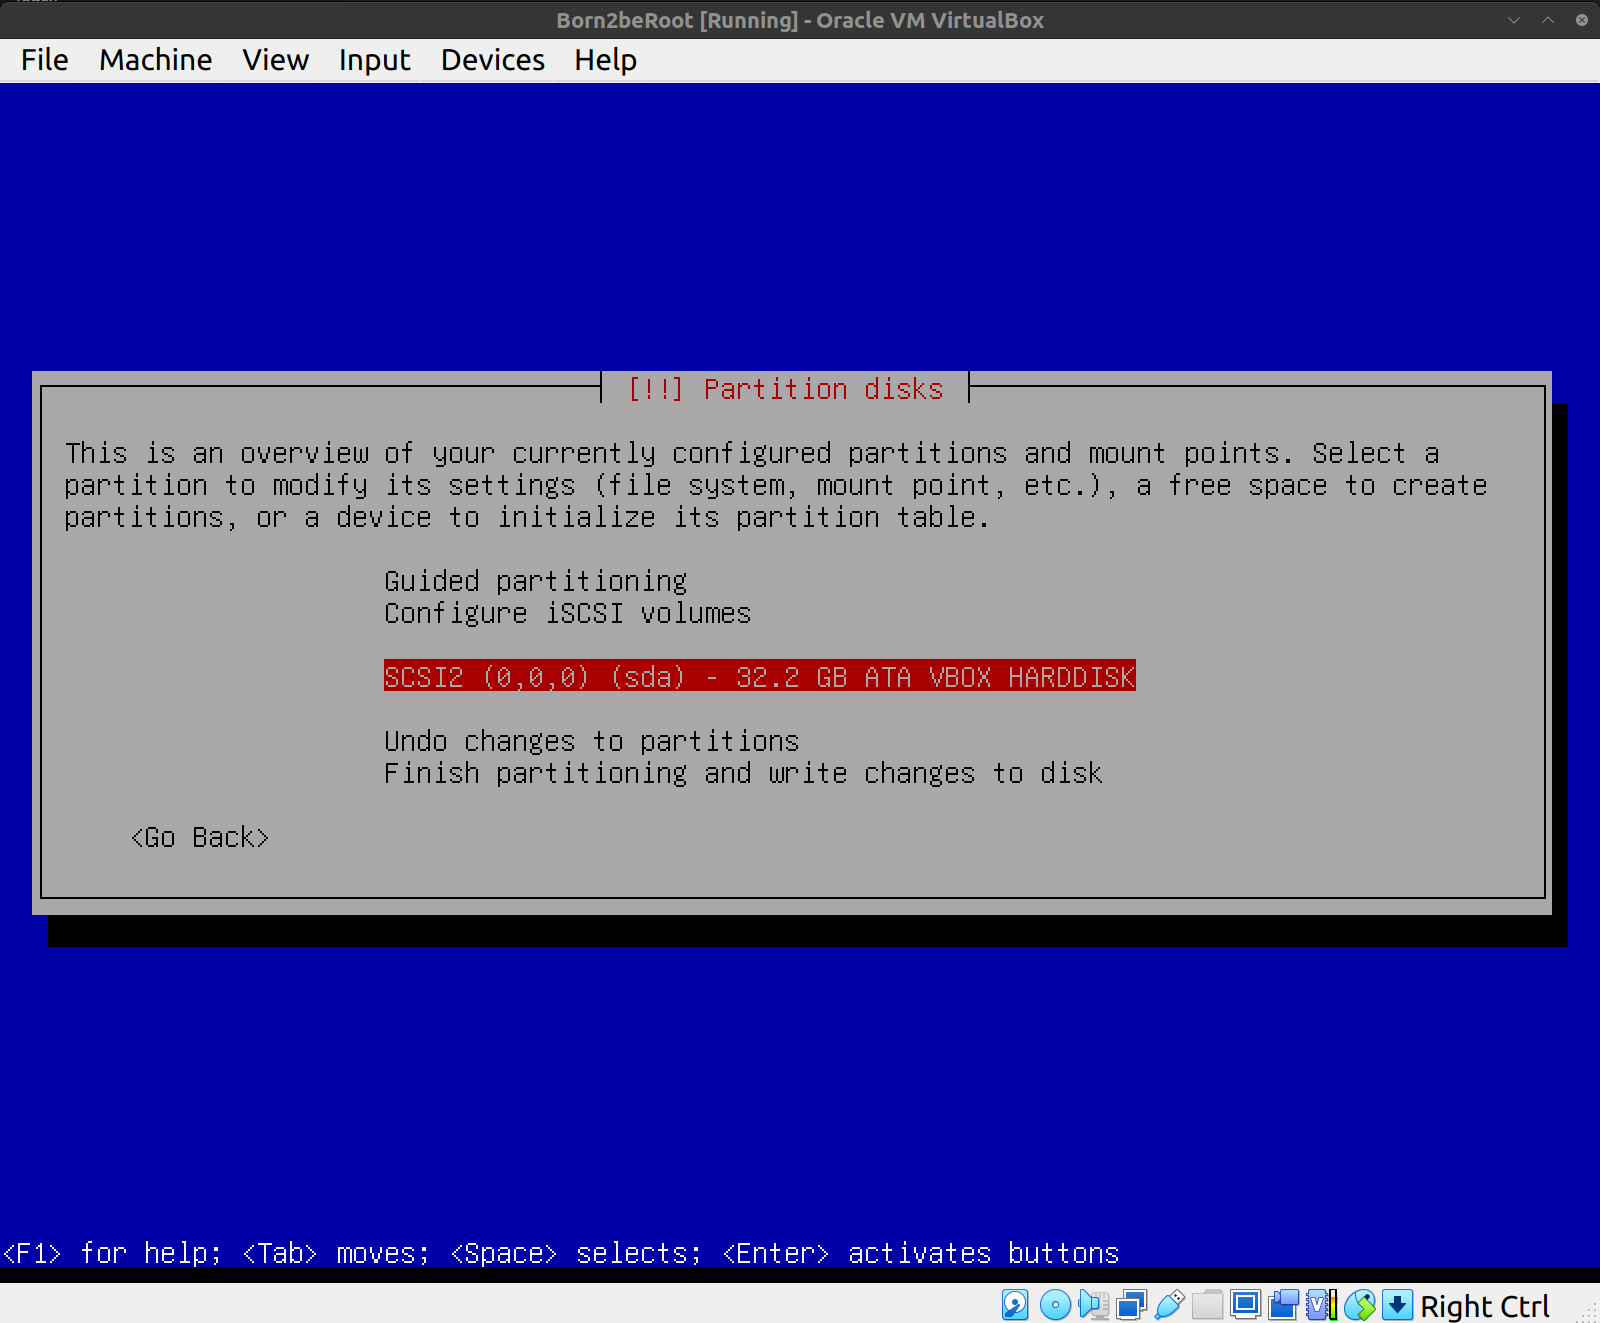 Born2beRoot [Running] - Oracle VM VirtualBox
File Machine View Input Devices Help
[!!] Partition disks
This is an overview of your currently configured partitions and mount points. Select a
partition to modify its settings (file system, mount point, etc.), a free space to create
partitions, or a device to initialize its partition table.
Guided partitioning
Configure iSCSI volumes
SCSI2 (0,0,0) (sda) - 32.2 GB ATA VBOX HARDDISK
Undo changes to partitions
Finish partitioning and write changes to disk
<Go Back>
<F1> for help; <Tab> moves; <Space> selects; <Enter> activates buttons
Right Ctrl